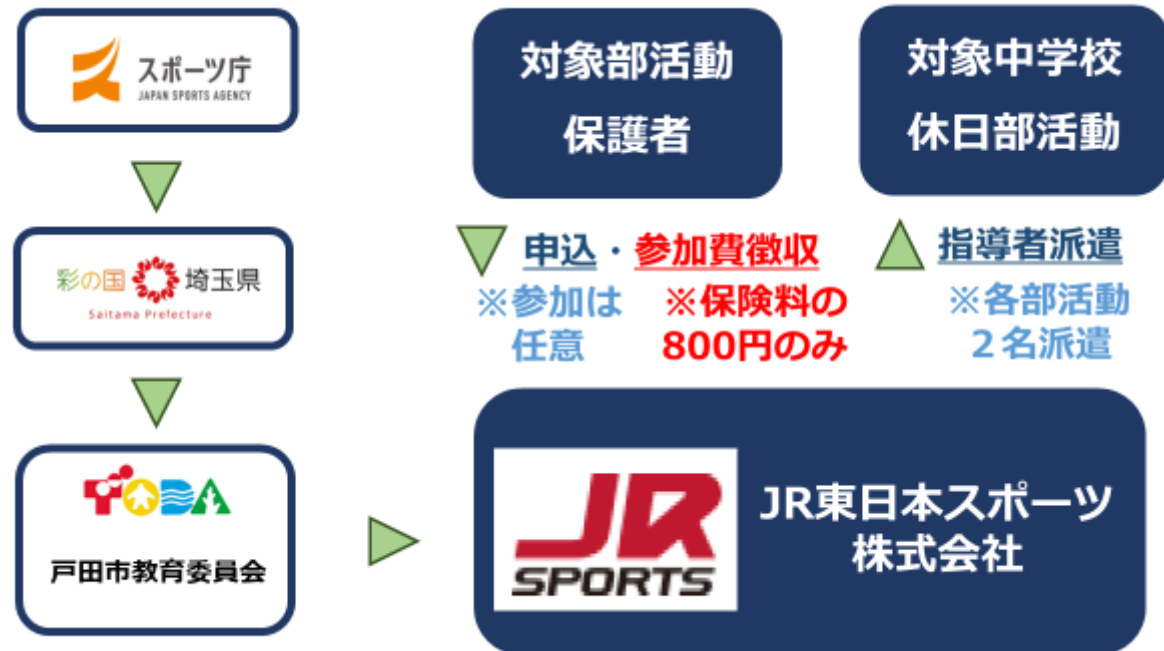 スポーツ庁
JAPAN SPORTS AGENCY
彩の国 埼玉県
Saitama Prefecture
TODA
戸田市教育委員会
対象部活動
保護者
対象中学校
休日部活動
申込・参加費徴収
※参加は
任意
※保険料の
800円のみ
指導者派遣
※各部活動
２名派遣
JR
SPORTS
JR東日本スポーツ
株式会社